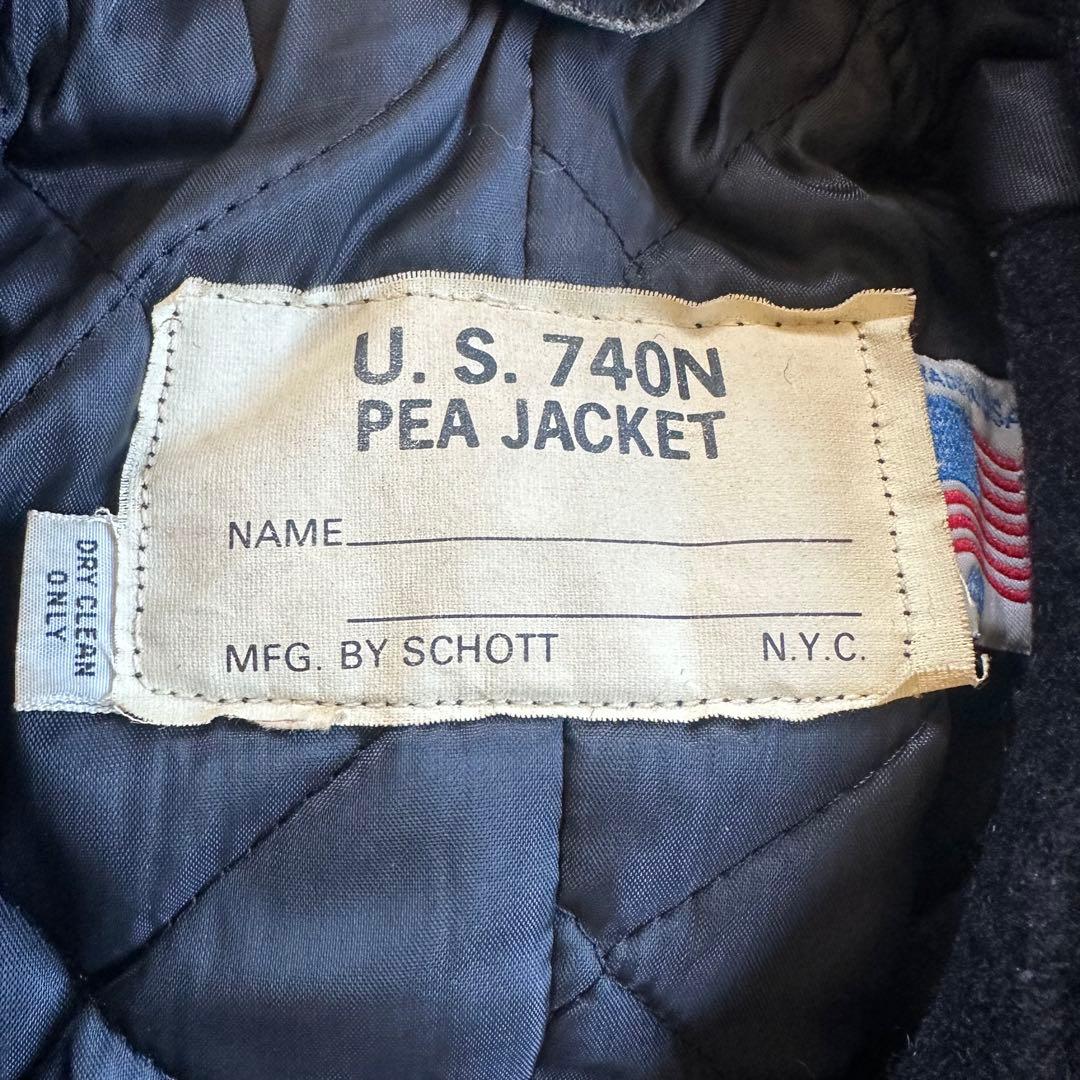 U. S. 740N
PEA JACKET
NAME
MFG. BY SCHOTT N.Y.C.
DRY CLEAN
ONLY